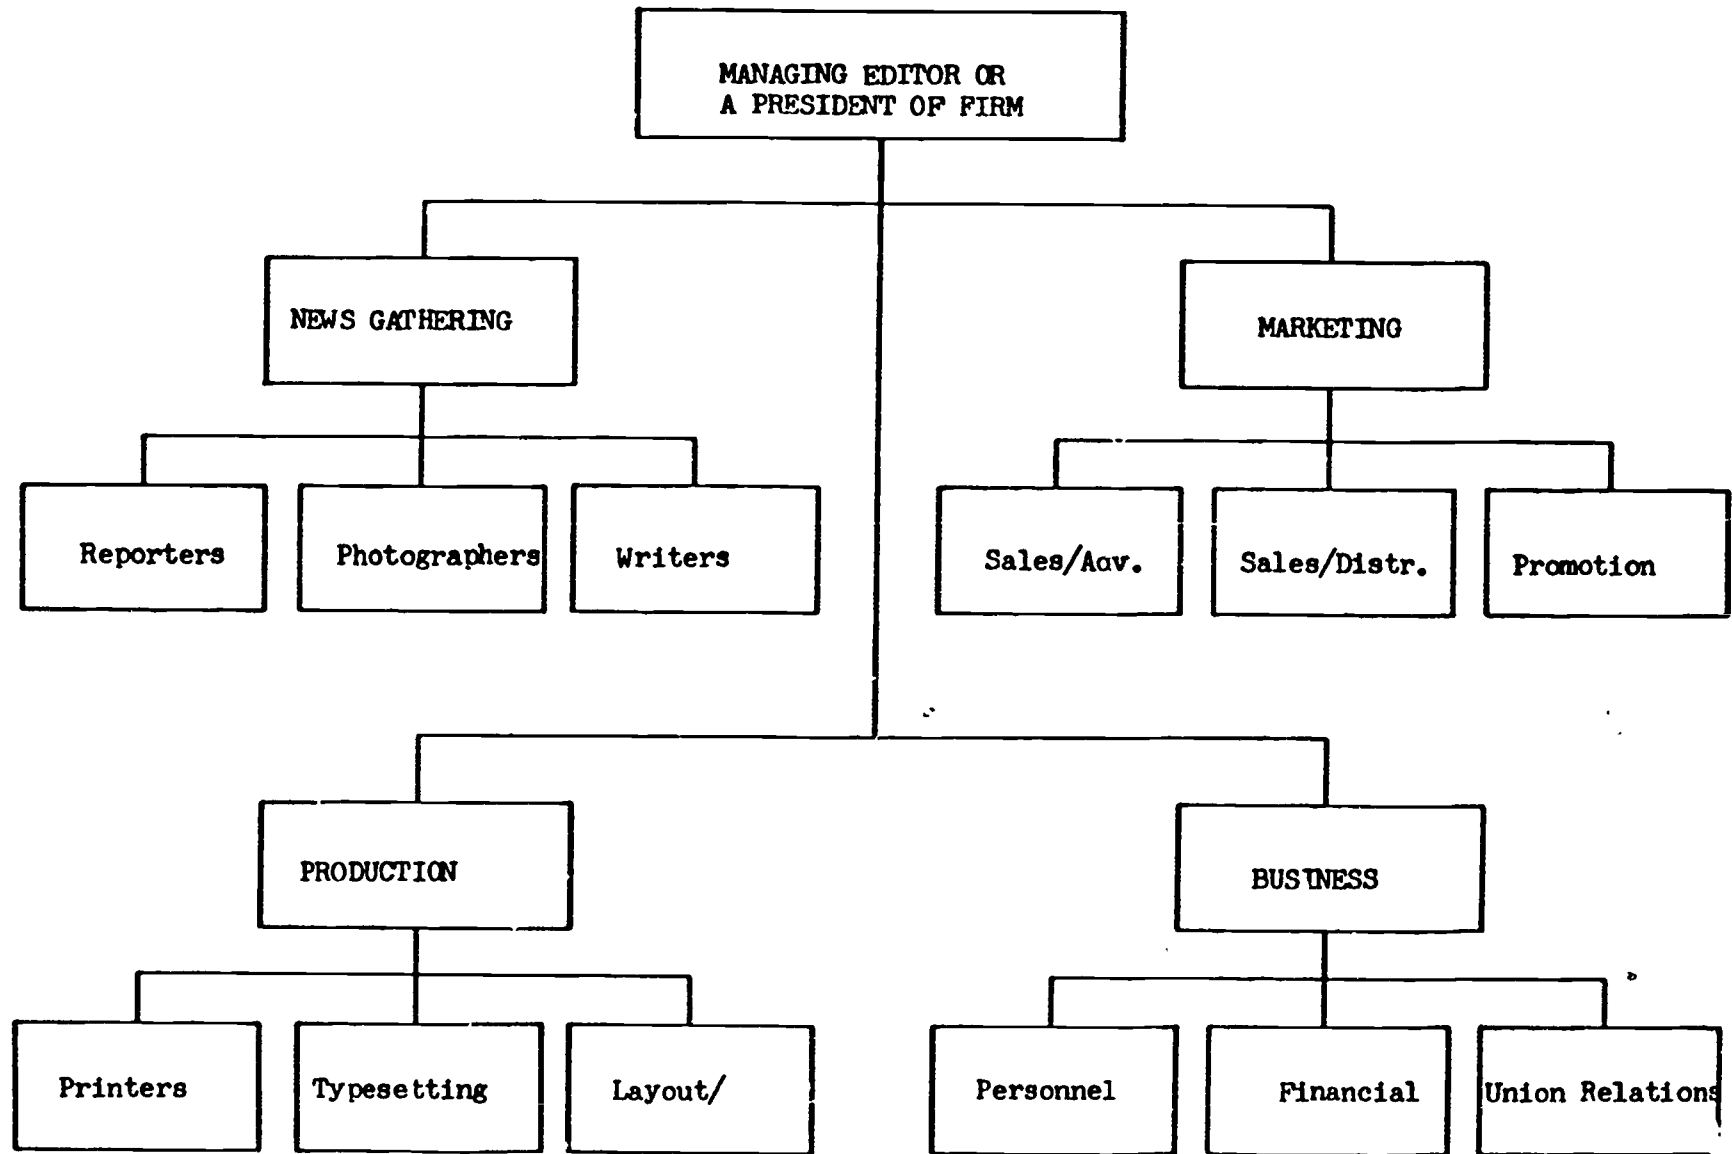 MANAGING EDITOR OR
A PRESIDENT OF FIRM
NEWS GATHERING
MARKETING
Reporters
Photographers
Writers
Sales/Adv.
Sales/Distr.
Promotion
PRODUCTION
BUSINESS
Printers
Typesetting
Layout/
Personnel
Financial
Union Relations